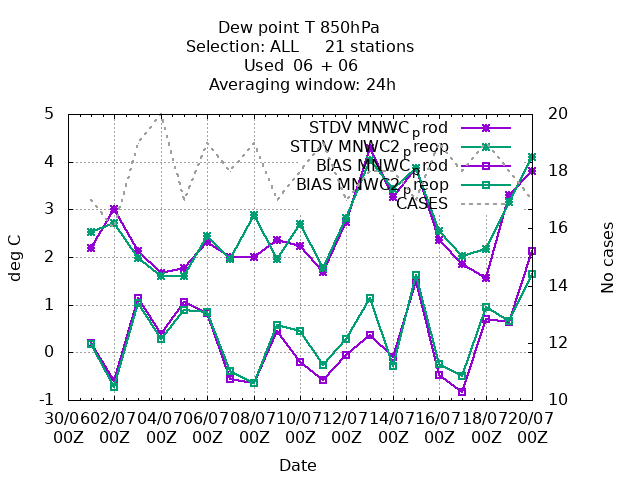 Dew point T 850hPa
Selection: ALL 21 stations
Used 06 + 06
Averaging window: 24h
STDV MNWC_prod
STDV MNWC2_preop
BIAS MNWC_prod
BIAS MNWC2_preop
CASES
5
4
3
2
1
0
-1
deg C
20
18
16
14
12
10
No cases
30/06 02/07 04/07 06/07 08/07 10/07 12/07 14/07 16/07 18/07 20/07
00Z 00Z 00Z 00Z 00Z 00Z 00Z 00Z 00Z 00Z 00Z
Date